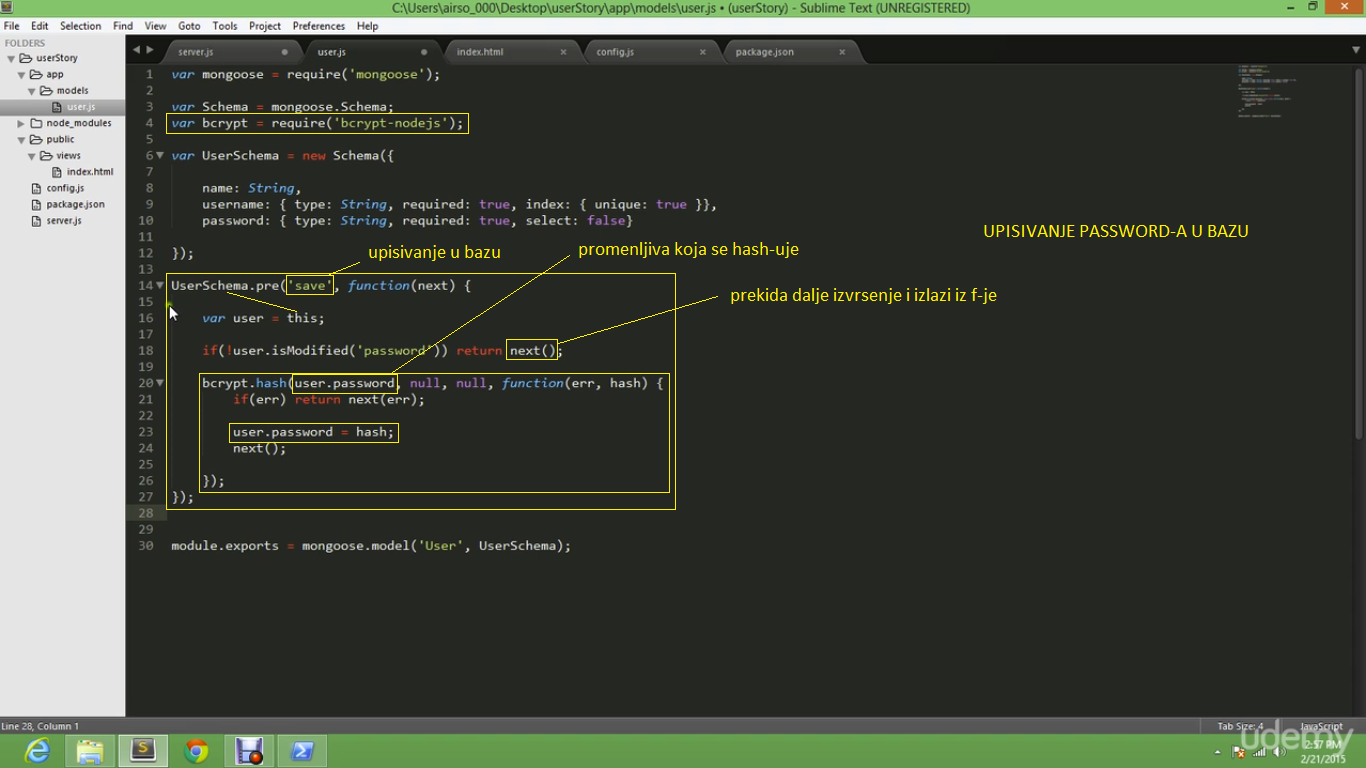 C:\Users\airso_000\Desktop\userStory\app\models\user.js • (userStory) - Sublime Text (UNREGISTERED)
File Edit Selection Find View Goto Tools Project Preferences Help
FOLDERS
userStory
app
models
user.js
node_modules
public
views
index.html
config.js
package.json
server.js
server.js user.js index.html config.js package.json
1 var mongoose = require('mongoose');
2
3 var Schema = mongoose.Schema;
4 var bcrypt = require('bcrypt-nodejs');
5
6 var UserSchema = new Schema({
7
8 name: String,
9 username: { type: String, required: true, index: { unique: true }},
10 password: { type: String, required: true, select: false}
11
12 });
13
14 UserSchema.pre('save', function(next) {
15
16 var user = this;
17
18 if(!user.isModified('password')) return next();
19
20 bcrypt.hash(user.password, null, null, function(err, hash) {
21 if(err) return next(err);
22
23 user.password = hash;
24 next();
25
26 });
27 });
28
29
30 module.exports = mongoose.model('User', UserSchema);
UPISIVANJE PASSWORD-A U BAZU
upisivanje u bazu
promenljiva koja se hash-uje
prekida dalje izvrsenje i izlazi iz f-je
Line 28, Column 1
Tab Size: 4 JavaScript
udemy
2:57 PM
2/21/2015